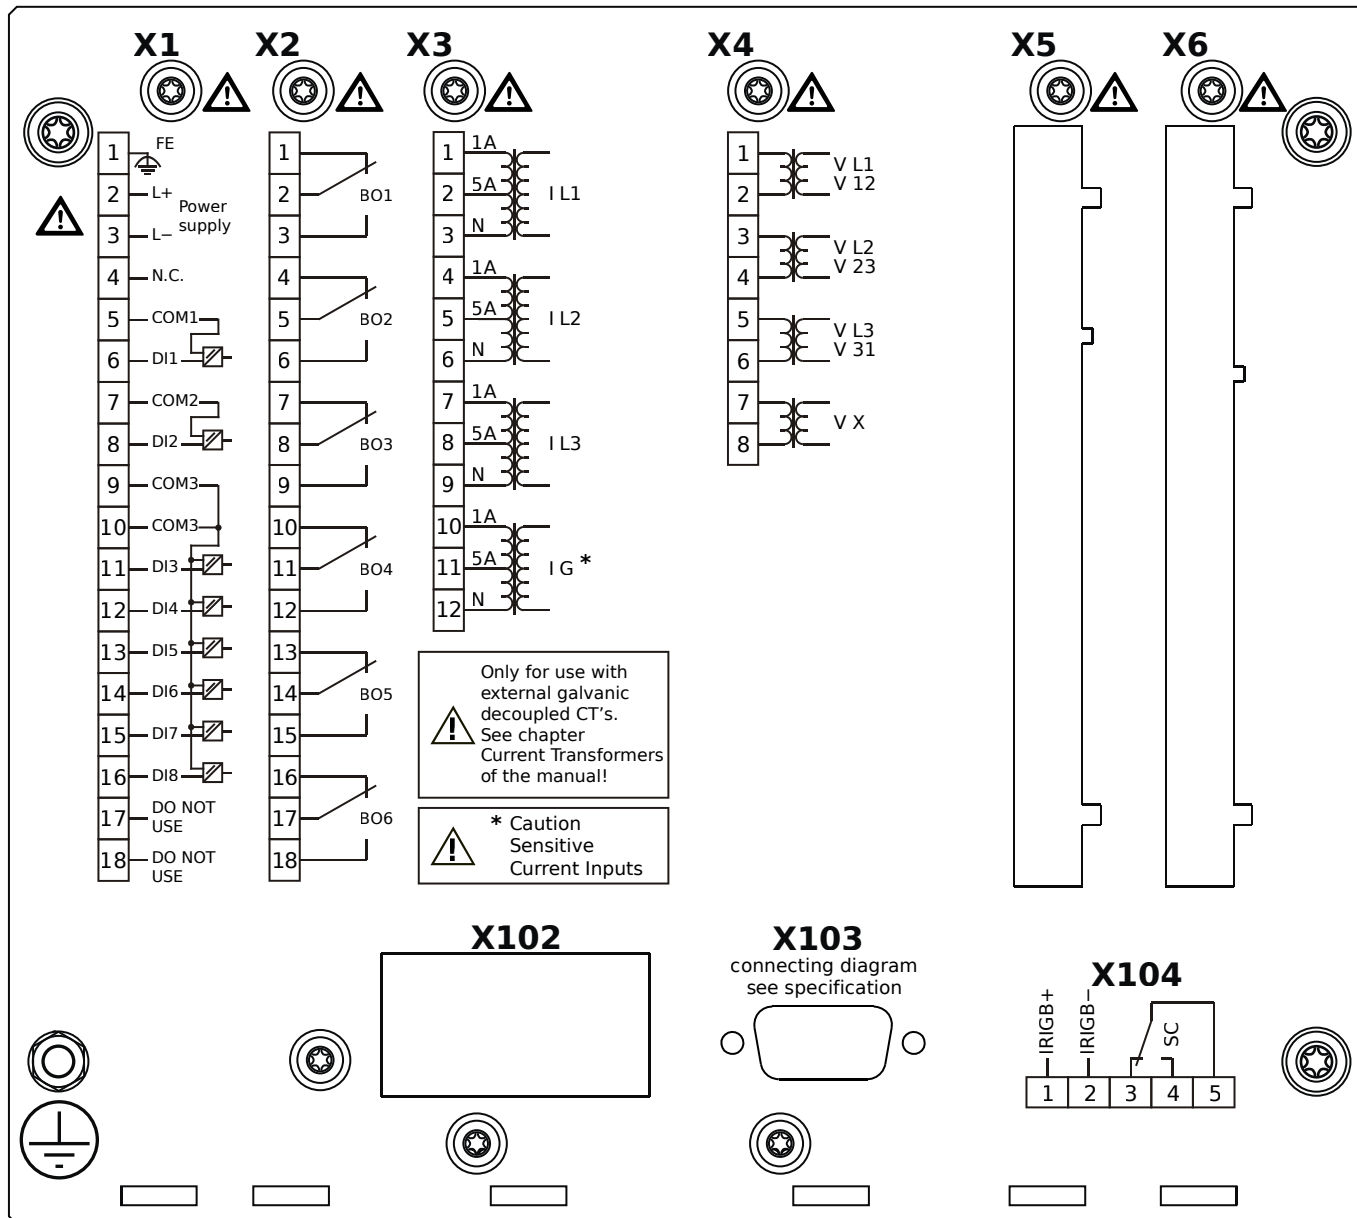 X1
X2
X3
X4
X5
X6
1 FE
2 L+
Power
supply
3 L−
4 N.C.
5 COM1
6 DI1
7 COM2
8 DI2
9 COM3
10 COM3
11 DI3
12 DI4
13 DI5
14 DI6
15 DI7
16 DI8
17 DO NOT
USE
18 DO NOT
USE
1
2 BO1
3
4
5 BO2
6
7
8 BO3
9
10
11 BO4
12
13
14 BO5
15
16
17 BO6
18
1 1A
2 5A I L1
3 N
4 1A
5 5A I L2
6 N
7 1A
8 5A I L3
9 N
10 1A
11 5A I G *
12 N
Only for use with
external galvanic
decoupled CT's.
See chapter
Current Transformers
of the manual!
* Caution
Sensitive
Current Inputs
1 V L1
2 V 12
3 V L2
4 V 23
5 V L3
6 V 31
7 V X
8
X102
X103
connecting diagram
see specification
X104
IRIGB+
IRIGB−
SC
1 2 3 4 5